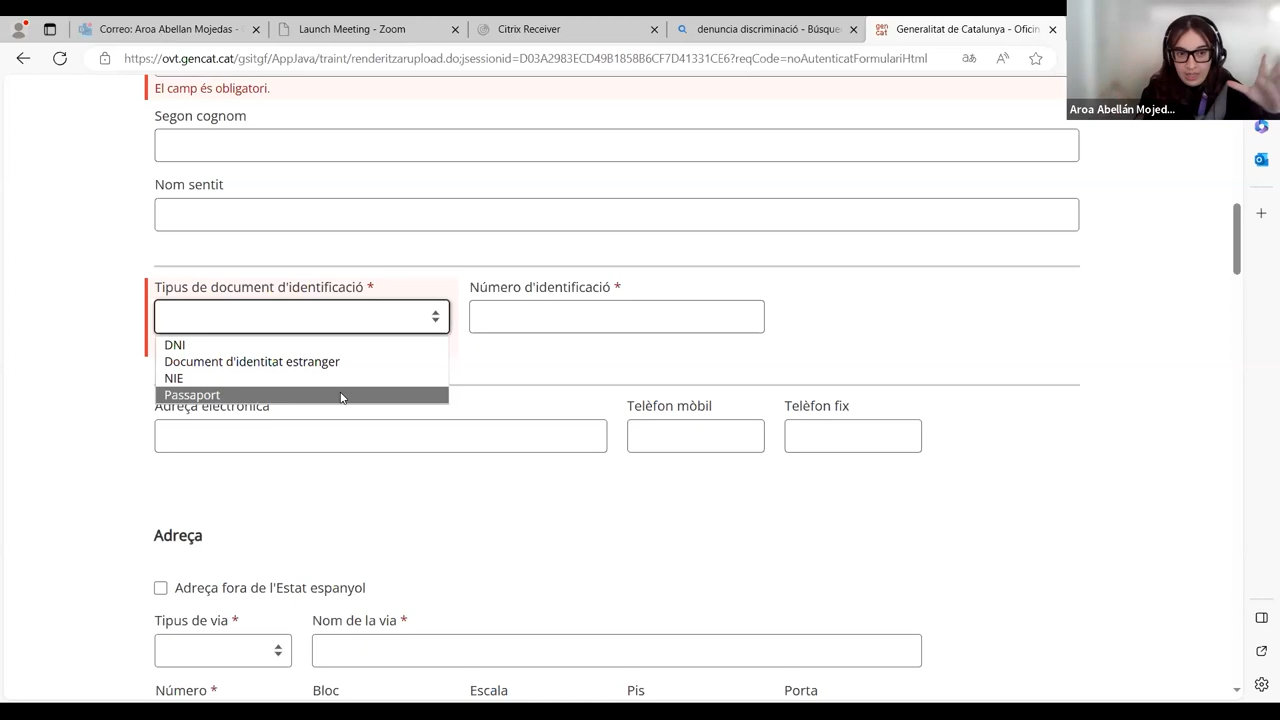 Correo: Aroa Abellan Mojedas -
Launch Meeting - Zoom
Citrix Receiver
denuncia discriminació - Búsque
Generalitat de Catalunya - Oficin
https://ovt.gencat.cat/gsitgf/AppJava/traint/renderitzarupload.do;jsessionid=D03A2983ECD49B1858B6CF7D41331CE6?reqCode=noAutenticatFormulariHtml
Aroa Abellán Mojed...
El camp és obligatori.
Segon cognom
Nom sentit
Tipus de document d'identificació *
Número d'identificació *
DNI
Document d'identitat estranger
NIE
Passaport
Adreça electrònica
Telèfon mòbil
Telèfon fix
Adreça
Adreça fora de l'Estat espanyol
Tipus de via *
Nom de la via *
Número *
Bloc
Escala
Pis
Porta